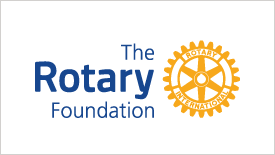 The
Rotary
Foundation
ROTARY
INTERNATIONAL